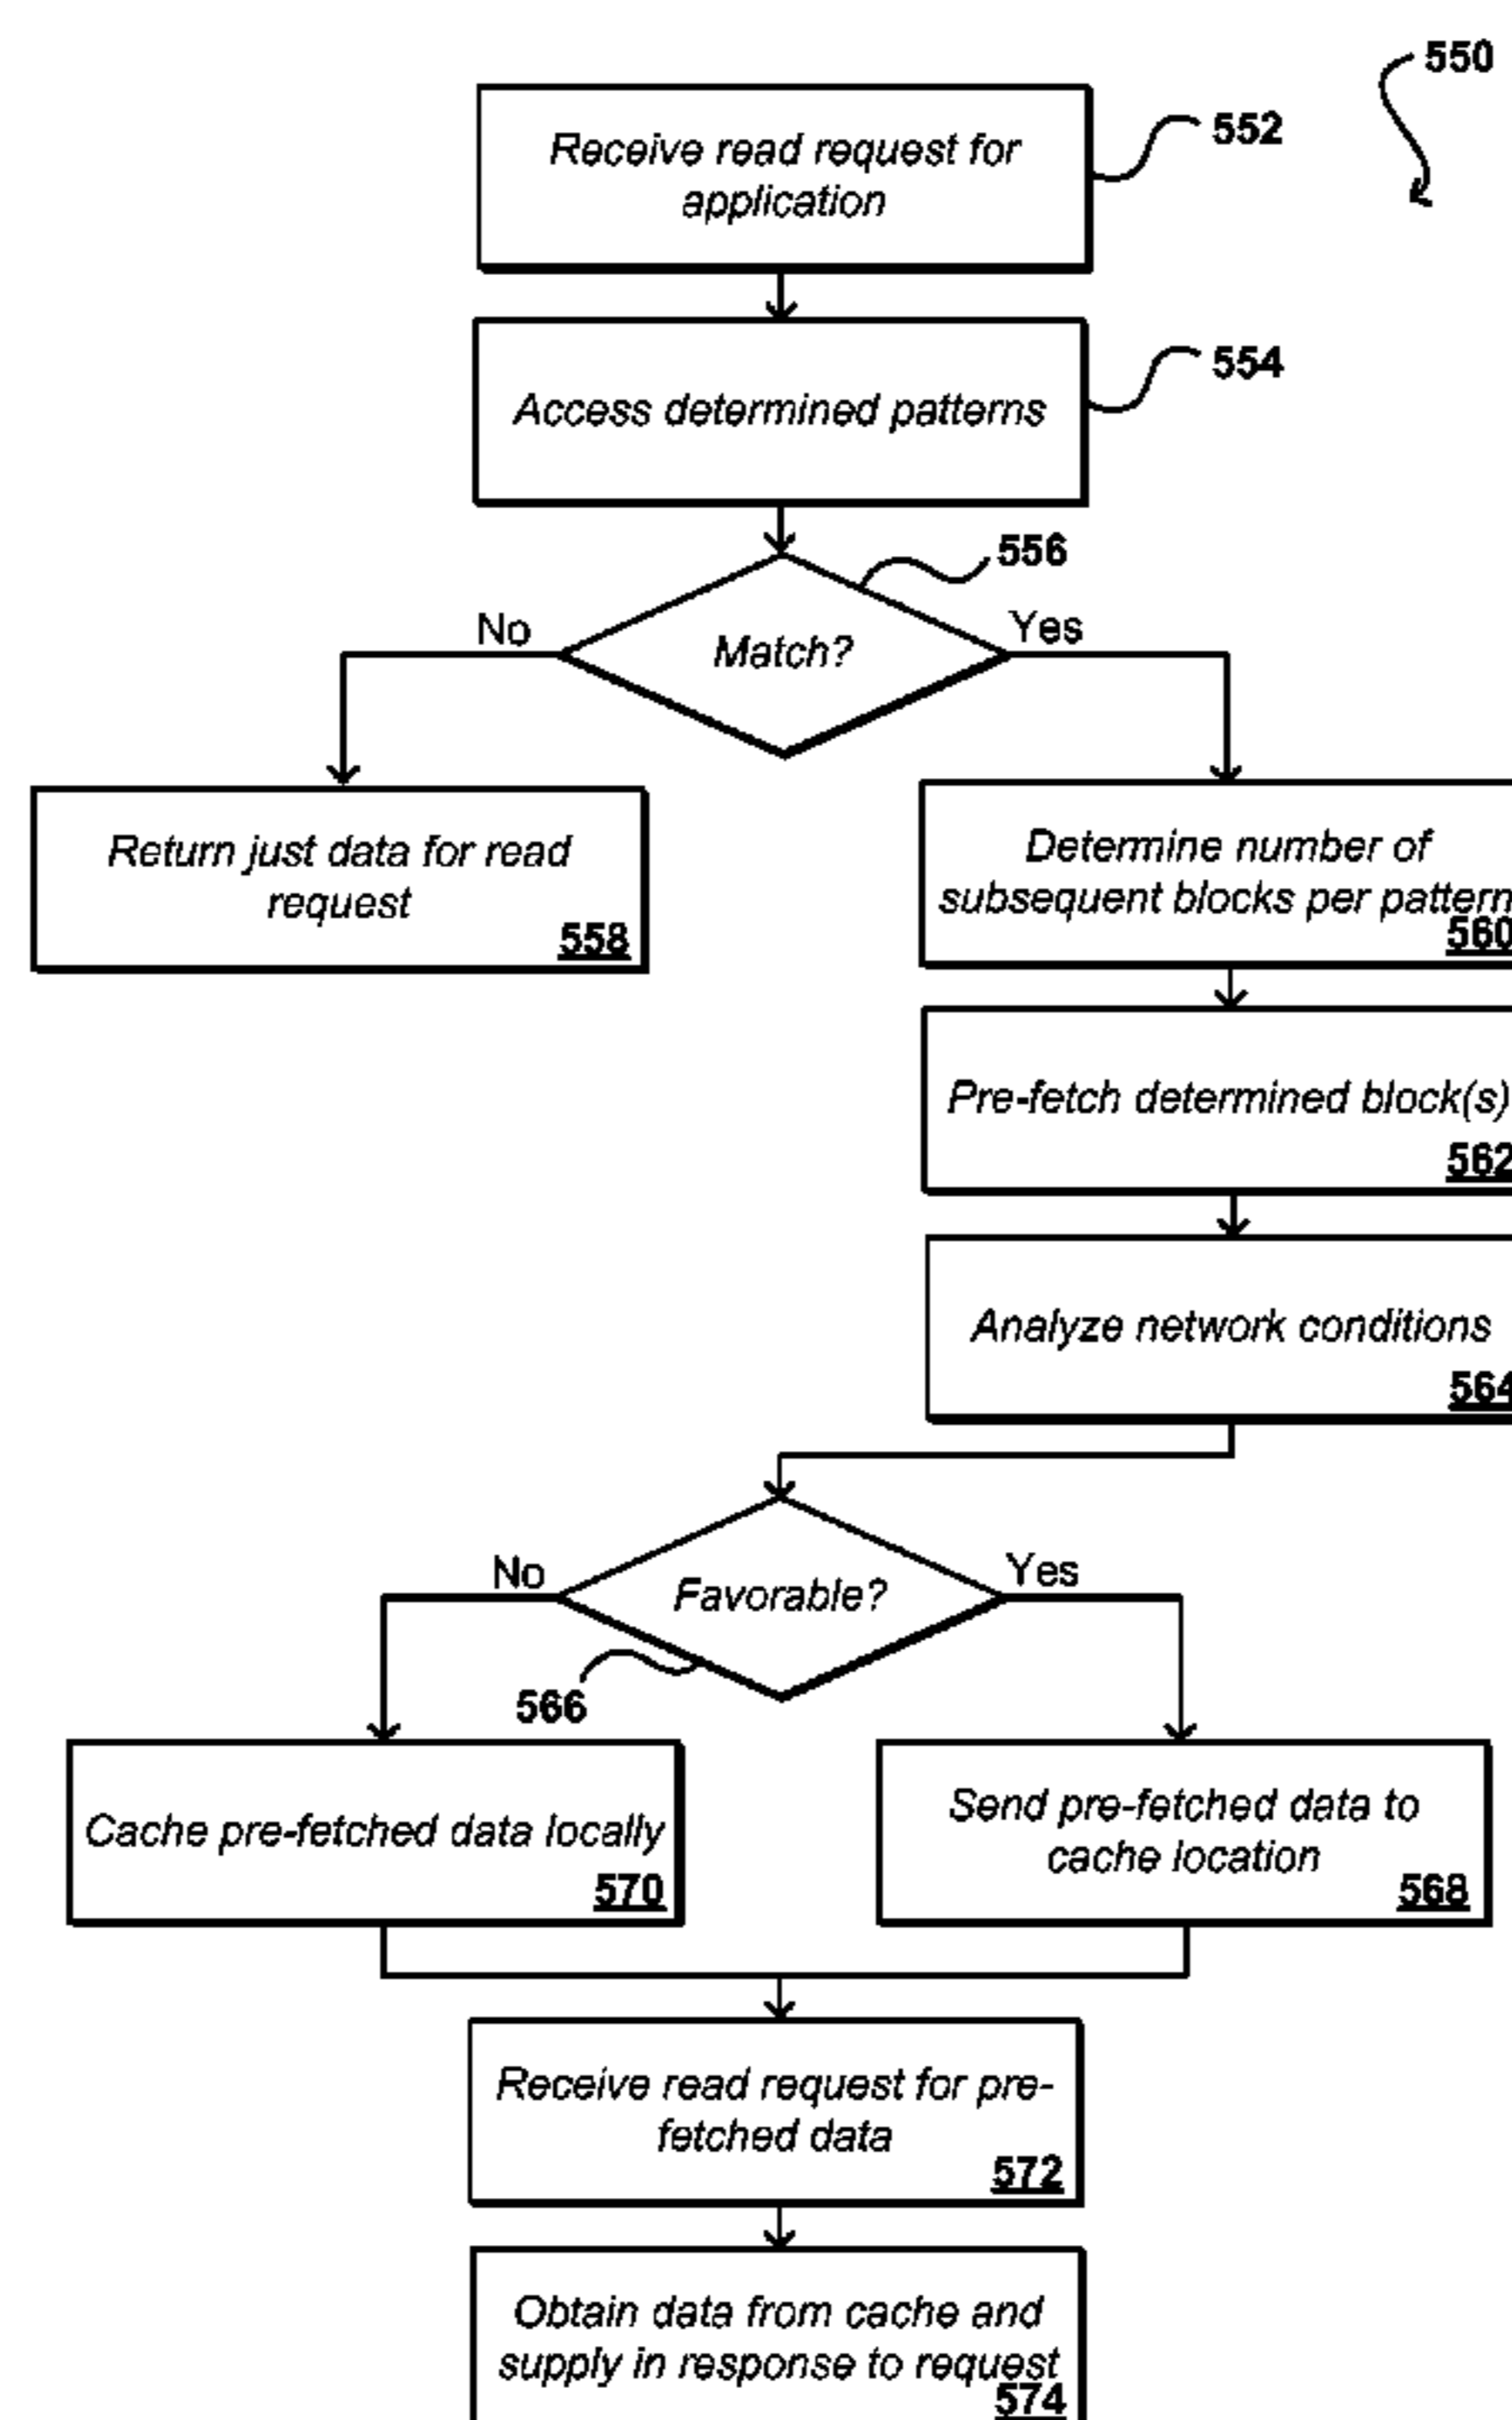 550
Receive read request for
application
552
Access determined patterns
554
556
No
Match?
Yes
Return just data for read
request
558
Determine number of
subsequent blocks per pattern
560
Pre-fetch determined block(s)
562
Analyze network conditions
564
No
Favorable?
Yes
566
Cache pre-fetched data locally
570
Send pre-fetched data to
cache location
568
Receive read request for pre-
fetched data
572
Obtain data from cache and
supply in response to request
574